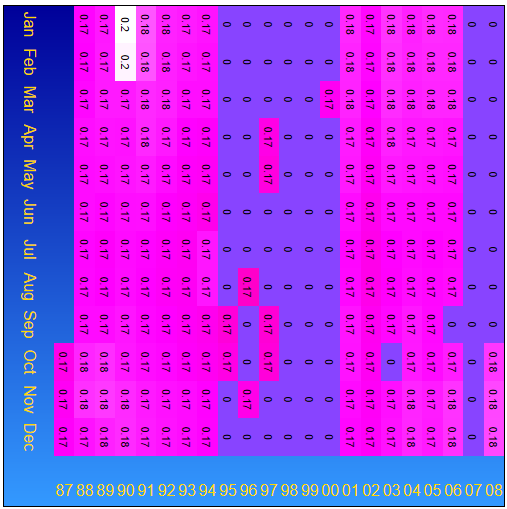 Jan 0.17 0.17 0.2 0.18 0.18 0.17 0.17 0 0 0 0 0 0 0.18 0.17 0.18 0.18 0.18 0.18 0 0
Feb 0.17 0.17 0.2 0.18 0.18 0.17 0.17 0 0 0 0 0 0 0.18 0.17 0.18 0.18 0.18 0.18 0 0
Mar 0.17 0.17 0.17 0.18 0.18 0.17 0.17 0 0 0 0 0 0.17 0.18 0.17 0.18 0.18 0.18 0.18 0 0
Apr 0.17 0.17 0.17 0.18 0.17 0.17 0.17 0 0 0.17 0 0 0 0.17 0.17 0.18 0.17 0.17 0.17 0 0
May 0.17 0.17 0.17 0.17 0.17 0.17 0.17 0 0 0.17 0 0 0 0.17 0.17 0.17 0.17 0.17 0.17 0 0
Jun 0.17 0.17 0.17 0.17 0.17 0.17 0.17 0 0 0 0 0 0 0.17 0.17 0.17 0.17 0.17 0.17 0 0
Jul 0.17 0.17 0.17 0.17 0.17 0.17 0.17 0 0 0 0 0 0 0.17 0.17 0.17 0.17 0.17 0.17 0 0
Aug 0.17 0.17 0.17 0.17 0.17 0.17 0.17 0 0.17 0 0 0 0 0.17 0.17 0.17 0.17 0.17 0.17 0 0
Sep 0.17 0.17 0.17 0.17 0.17 0.17 0.17 0.17 0 0.17 0 0 0 0.17 0.17 0.17 0.17 0.17 0 0 0
Oct 0.17 0.18 0.18 0.17 0.17 0.17 0.17 0.17 0.17 0 0.17 0 0 0 0.17 0.17 0 0.17 0.17 0.17 0 0.18
Nov 0.17 0.18 0.18 0.18 0.17 0.17 0.17 0.17 0 0.17 0 0 0 0 0.17 0.17 0.17 0.18 0.17 0.18 0 0.18
Dec 0.17 0.17 0.18 0.18 0.17 0.17 0.17 0.17 0 0 0 0 0 0 0.17 0.17 0.17 0.18 0.17 0.18 0 0.18
87 88 89 90 91 92 93 94 95 96 97 98 99 00 01 02 03 04 05 06 07 08